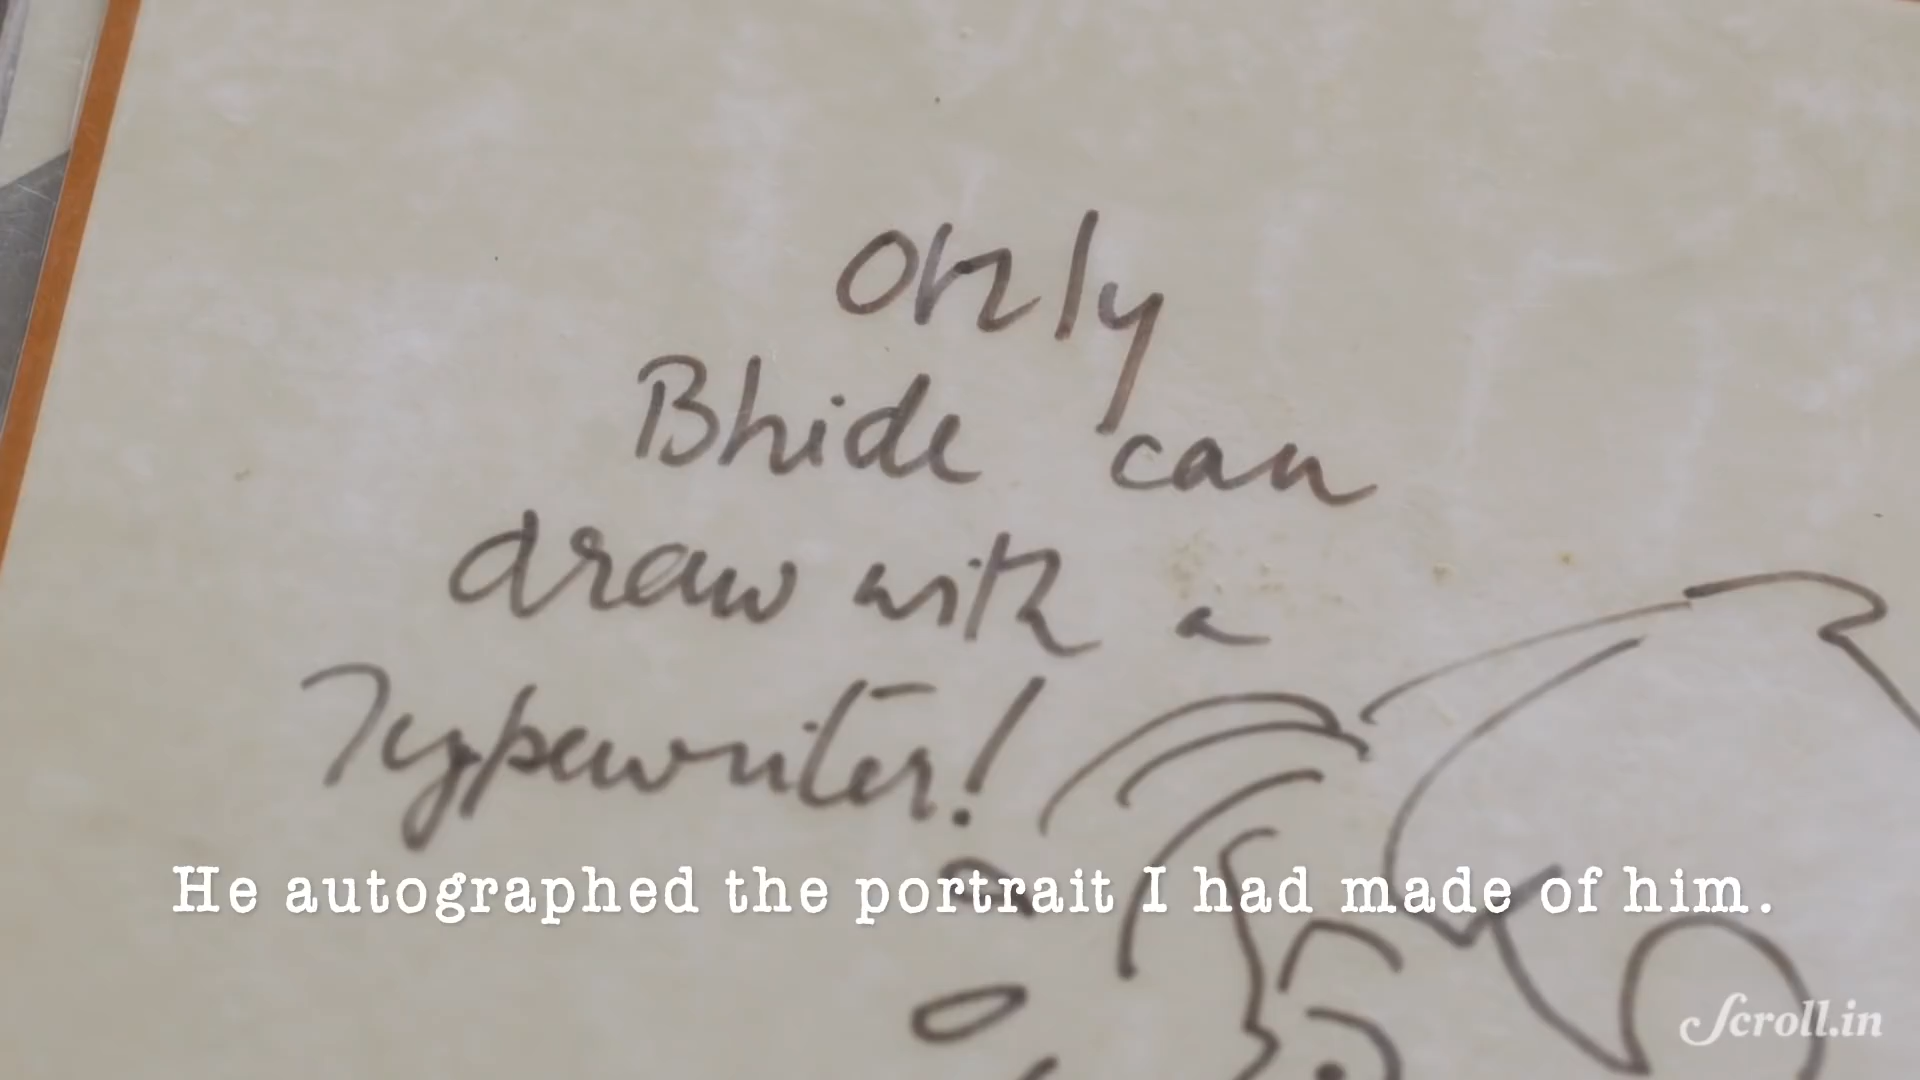 only
Bhide can
draw with a
Typewriter!
He autographed the portrait I had made of him.
Scroll.in